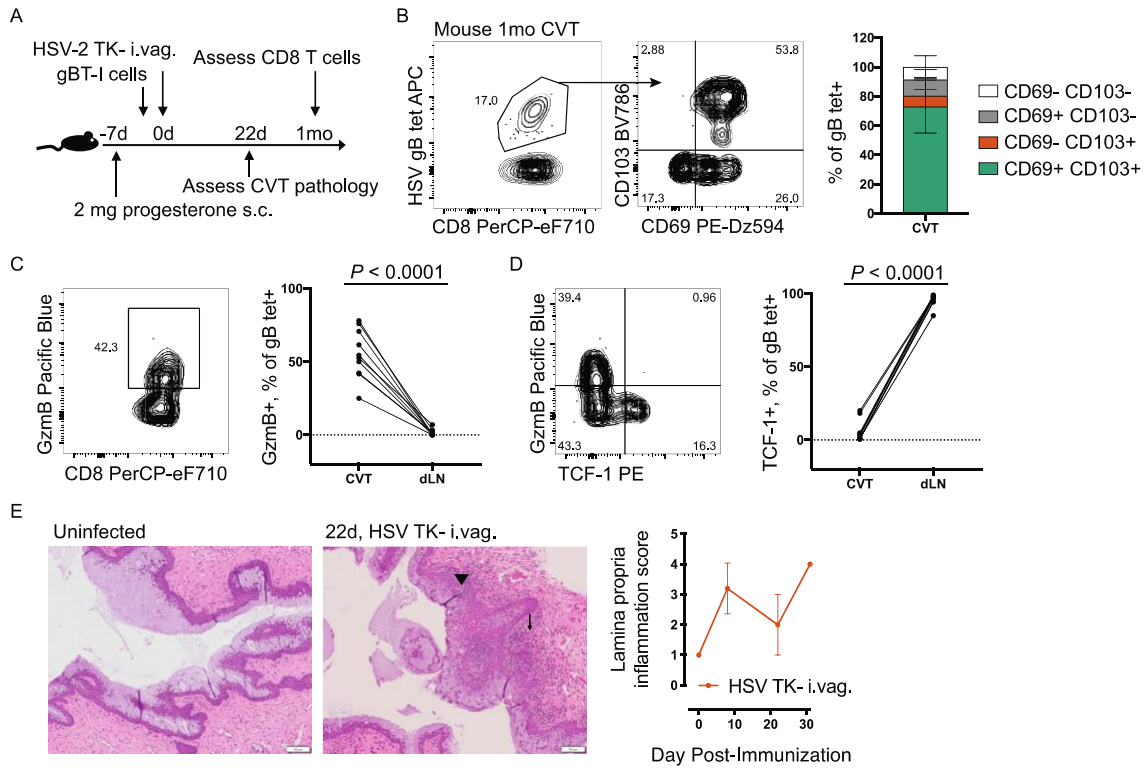 A
HSV-2 TK- i.vag.
gBT-I cells
Assess CD8 T cells
-7d
0d
22d
1mo
Assess CVT pathology
2 mg progesterone s.c.
B
Mouse 1mo CVT
HSV gB tet APC
17.0
CD8 PerCP-eF710
CD103 BV786
2.88
53.8
17.3
26.0
CD69 PE-Dz594
% of gB tet+
120
100
80
60
40
20
0
CVT
CD69- CD103-
CD69+ CD103-
CD69- CD103+
CD69+ CD103+
C
GzmB Pacific Blue
42.3
CD8 PerCP-eF710
GzmB+, % of gB tet+
P < 0.0001
100
50
0
CVT
dLN
D
GzmB Pacific Blue
39.4
0.96
43.3
16.3
TCF-1 PE
TCF-1+, % of gB tet+
P < 0.0001
100
50
0
CVT
dLN
E
Uninfected
22d, HSV TK- i.vag.
Lamina propria
inflammation score
5
4
3
2
1
0
HSV TK- i.vag.
0
10
20
30
Day Post-Immunization